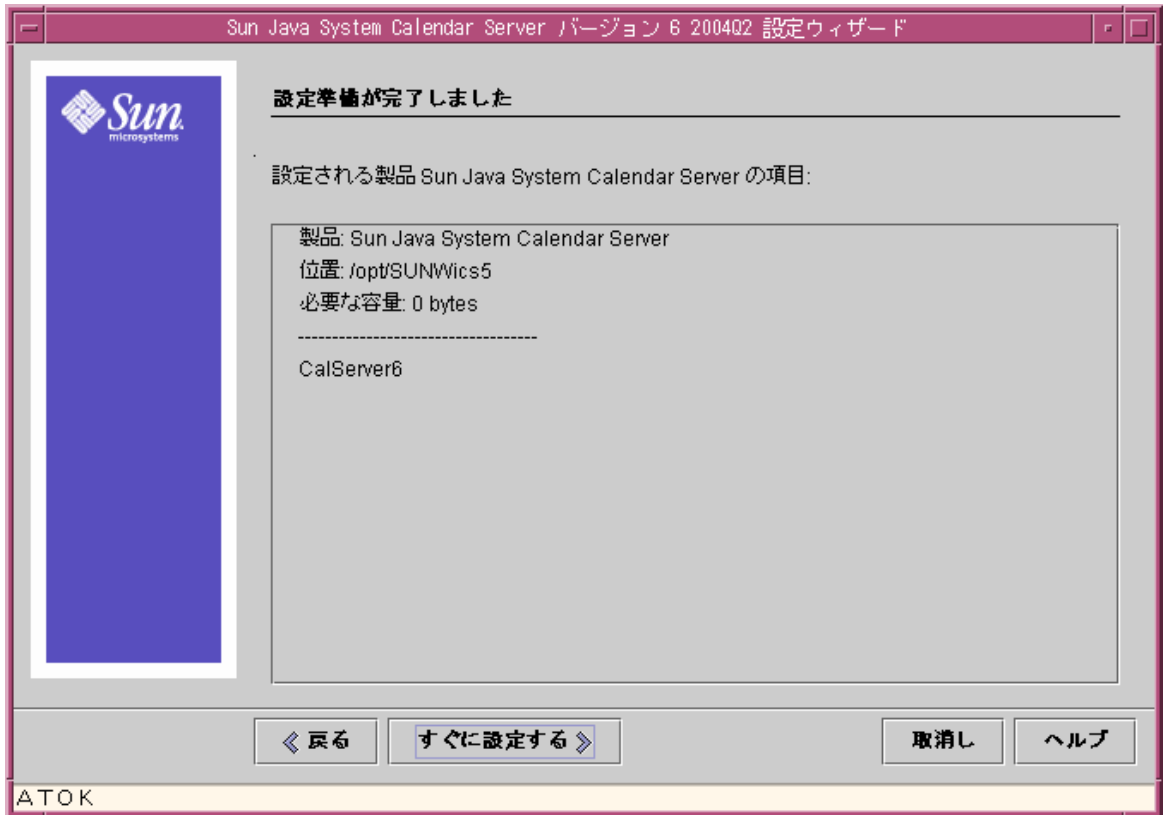 Sun Java System Calendar Server バージョン 6 2004Q2 設定ウィザード
Sun
microsystems
設定準備が完了しました
設定される製品 Sun Java System Calendar Server の項目:
製品: Sun Java System Calendar Server
位置: /opt/SUNWics5
必要な容量: 0 bytes
-----------------------------------
CalServer6
戻る
すぐに設定する
取消し
ヘルプ
ATOK